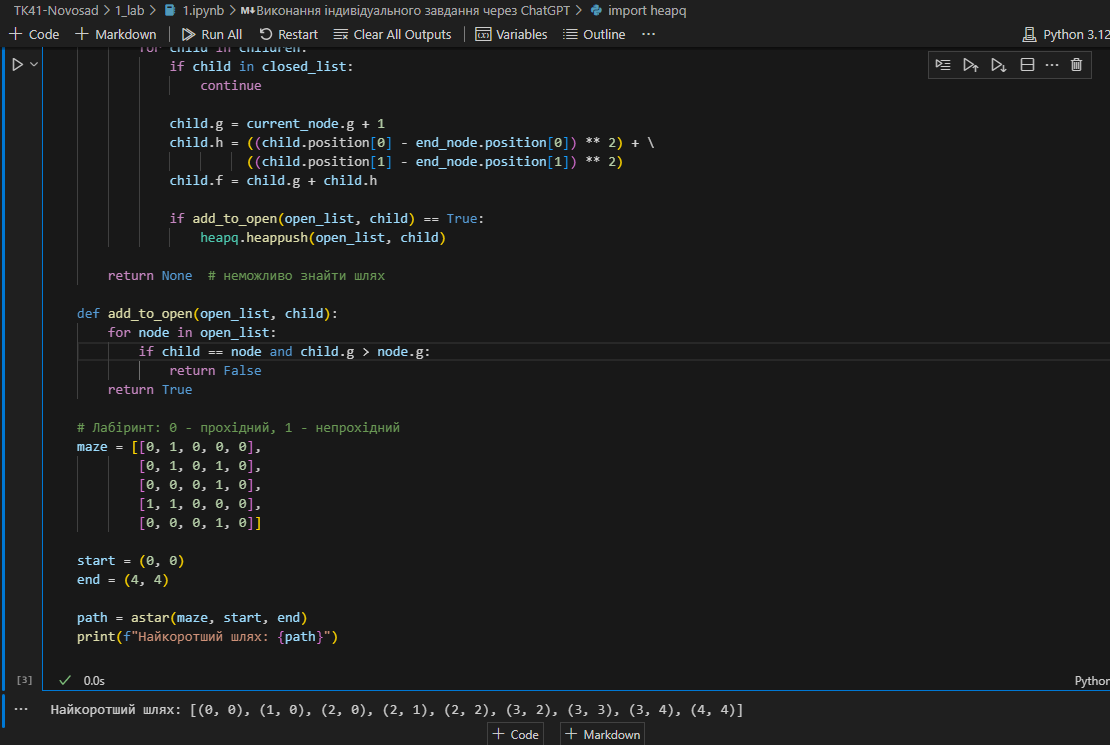 TK41-Novosad > 1_lab > 1.ipynb > M↓Виконання індивідуального завдання через ChatGPT > import heapq
+ Code + Markdown Run All Restart Clear All Outputs Variables Outline ... Python 3.12
for child in children:
if child in closed_list:
continue
child.g = current_node.g + 1
child.h = ((child.position[0] - end_node.position[0]) ** 2) + \
((child.position[1] - end_node.position[1]) ** 2)
child.f = child.g + child.h
if add_to_open(open_list, child) == True:
heapq.heappush(open_list, child)
return None # неможливо знайти шлях
def add_to_open(open_list, child):
for node in open_list:
if child == node and child.g > node.g:
return False
return True
# Лабіринт: 0 - прохідний, 1 - непрохідний
maze = [[0, 1, 0, 0, 0],
[0, 1, 0, 1, 0],
[0, 0, 0, 1, 0],
[1, 1, 0, 0, 0],
[0, 0, 0, 1, 0]]
start = (0, 0)
end = (4, 4)
path = astar(maze, start, end)
print(f"Найкоротший шлях: {path}")
[3] ✓ 0.0s Python
... Найкоротший шлях: [(0, 0), (1, 0), (2, 0), (2, 1), (2, 2), (3, 2), (3, 3), (3, 4), (4, 4)]
+ Code + Markdown